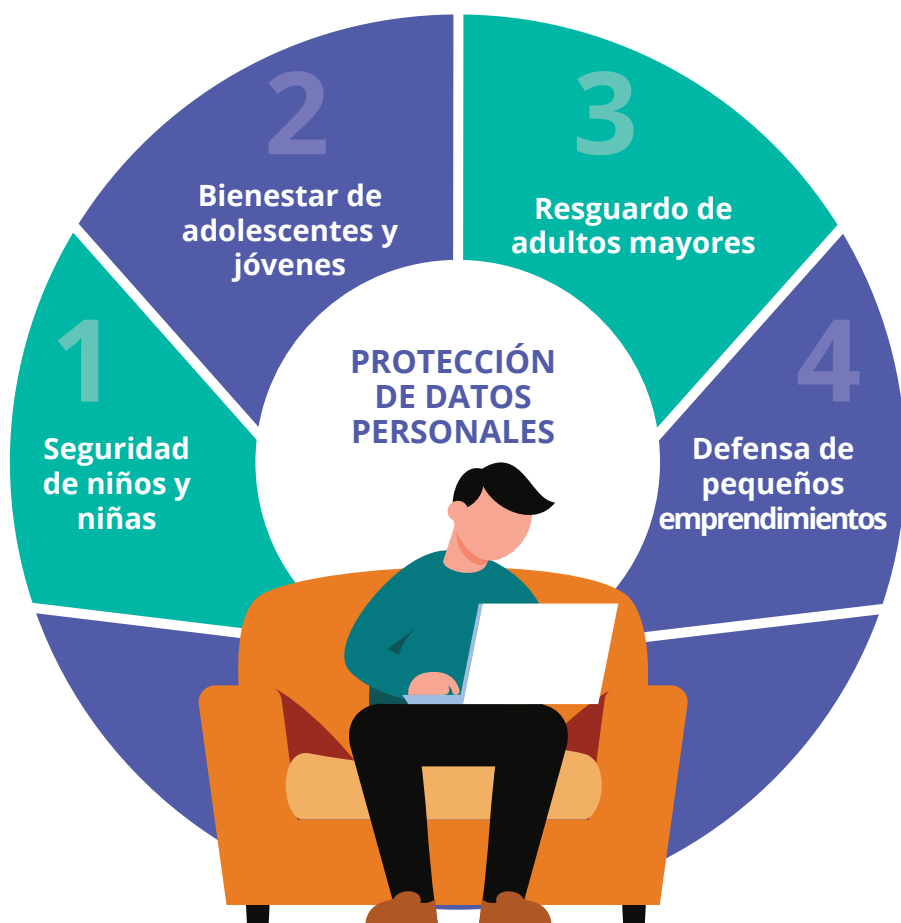 1
Seguridad
de niños y
niñas
2
Bienestar de
adolescentes y
jóvenes
3
Resguardo de
adultos mayores
4
Defensa de
pequeños
emprendimientos
PROTECCIÓN
DE DATOS
PERSONALES